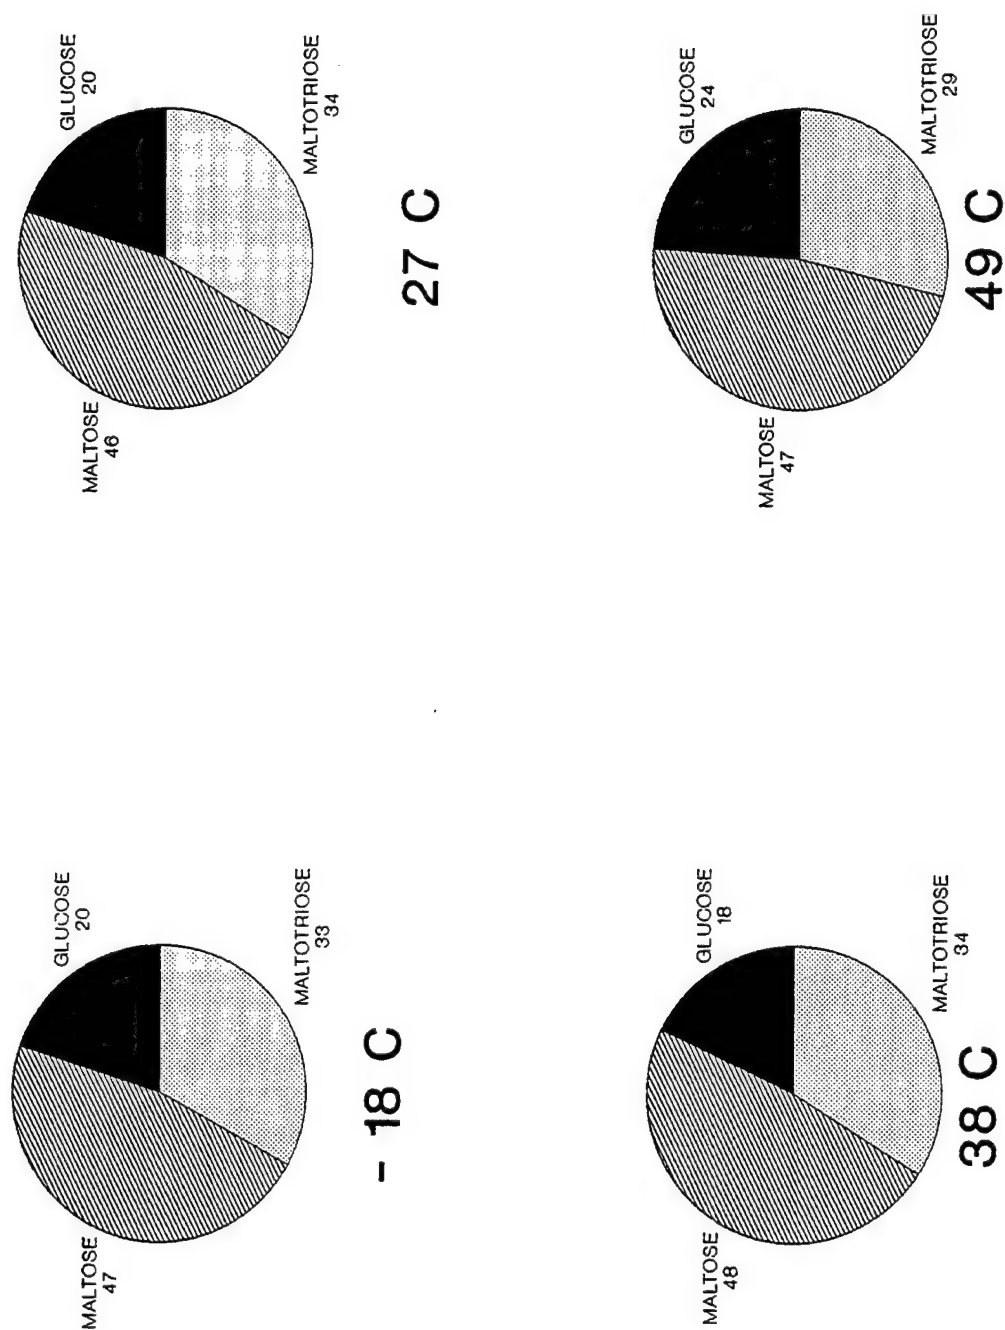 GLUCOSE
20
MALTOSE
47
MALTOTRIOSE
33
- 18 C
GLUCOSE
20
MALTOSE
46
MALTOTRIOSE
34
27 C
GLUCOSE
18
MALTOSE
48
MALTOTRIOSE
34
38 C
GLUCOSE
24
MALTOSE
47
MALTOTRIOSE
29
49 C